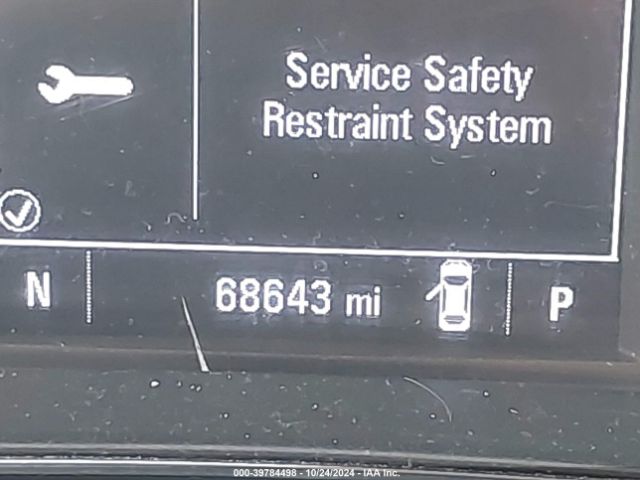 Service Safety
Restraint System
N 68643 mi P
000-39784498 - 10/24/2024 - IAA Inc.